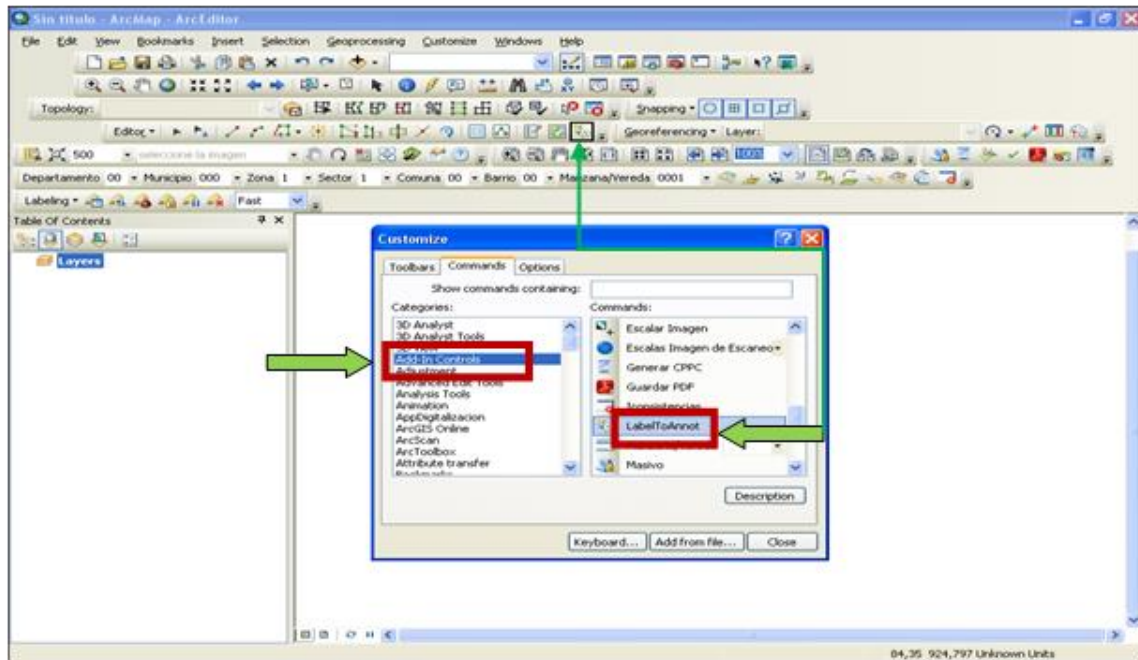 Sin título - ArcMap - ArcEditor
File Edit View Bookmarks Insert Selection Geoprocessing Customize Windows Help
Topology:
Snapping
Editor
Georeferencing Layer:
500 seleccione la imagen 100%
Departamento 00 Municipio 000 Zona 1 Sector 1 Comuna 00 Barrio 00 Manzana/Vereda 0001
Labeling Fast
Table Of Contents
Layers
Customize
Toolbars Commands Options
Show commands containing:
Categories:
3D Analyst
3D Analyst Tools
Add-In Controls
Adjustment
Advanced Edit Tools
Analysis Tools
Animation
AppDigitalizacion
ArcGIS Online
ArcScan
ArcToolbox
Attribute transfer
Bookmarks
Commands:
Escalar Imagen
Escalas Imagen de Escaneo
Generar CPPC
Guardar PDF
Inconsistencias
LabelToAnnot
Masivo
Description
Keyboard... Add from file... Close
84,35 924,797 Unknown Units